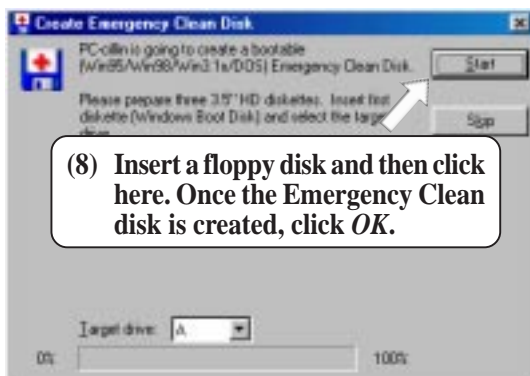 Create Emergency Clean Disk
PC-cillin is going to create a bootable
(Win95/Win98/Win3.1x/DOS) Emergency Clean Disk.
Please prepare three 3.5" HD diskettes. Insert first
diskette (Windows Boot Disk) and select the target
drive.
Start
Skip
(8) Insert a floppy disk and then click
here. Once the Emergency Clean
disk is created, click OK.
Target drive: A
0% 100%